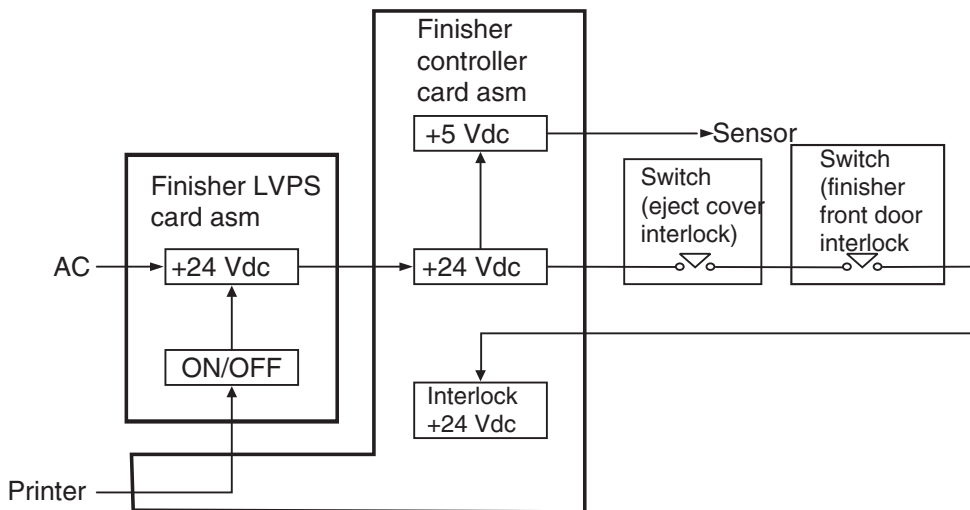 Finisher
controller
card asm
+5 Vdc
Sensor
Finisher LVPS
card asm
Switch
(eject cover
interlock)
Switch
(finisher
front door
interlock
AC
+24 Vdc
+24 Vdc
ON/OFF
Interlock
+24 Vdc
Printer